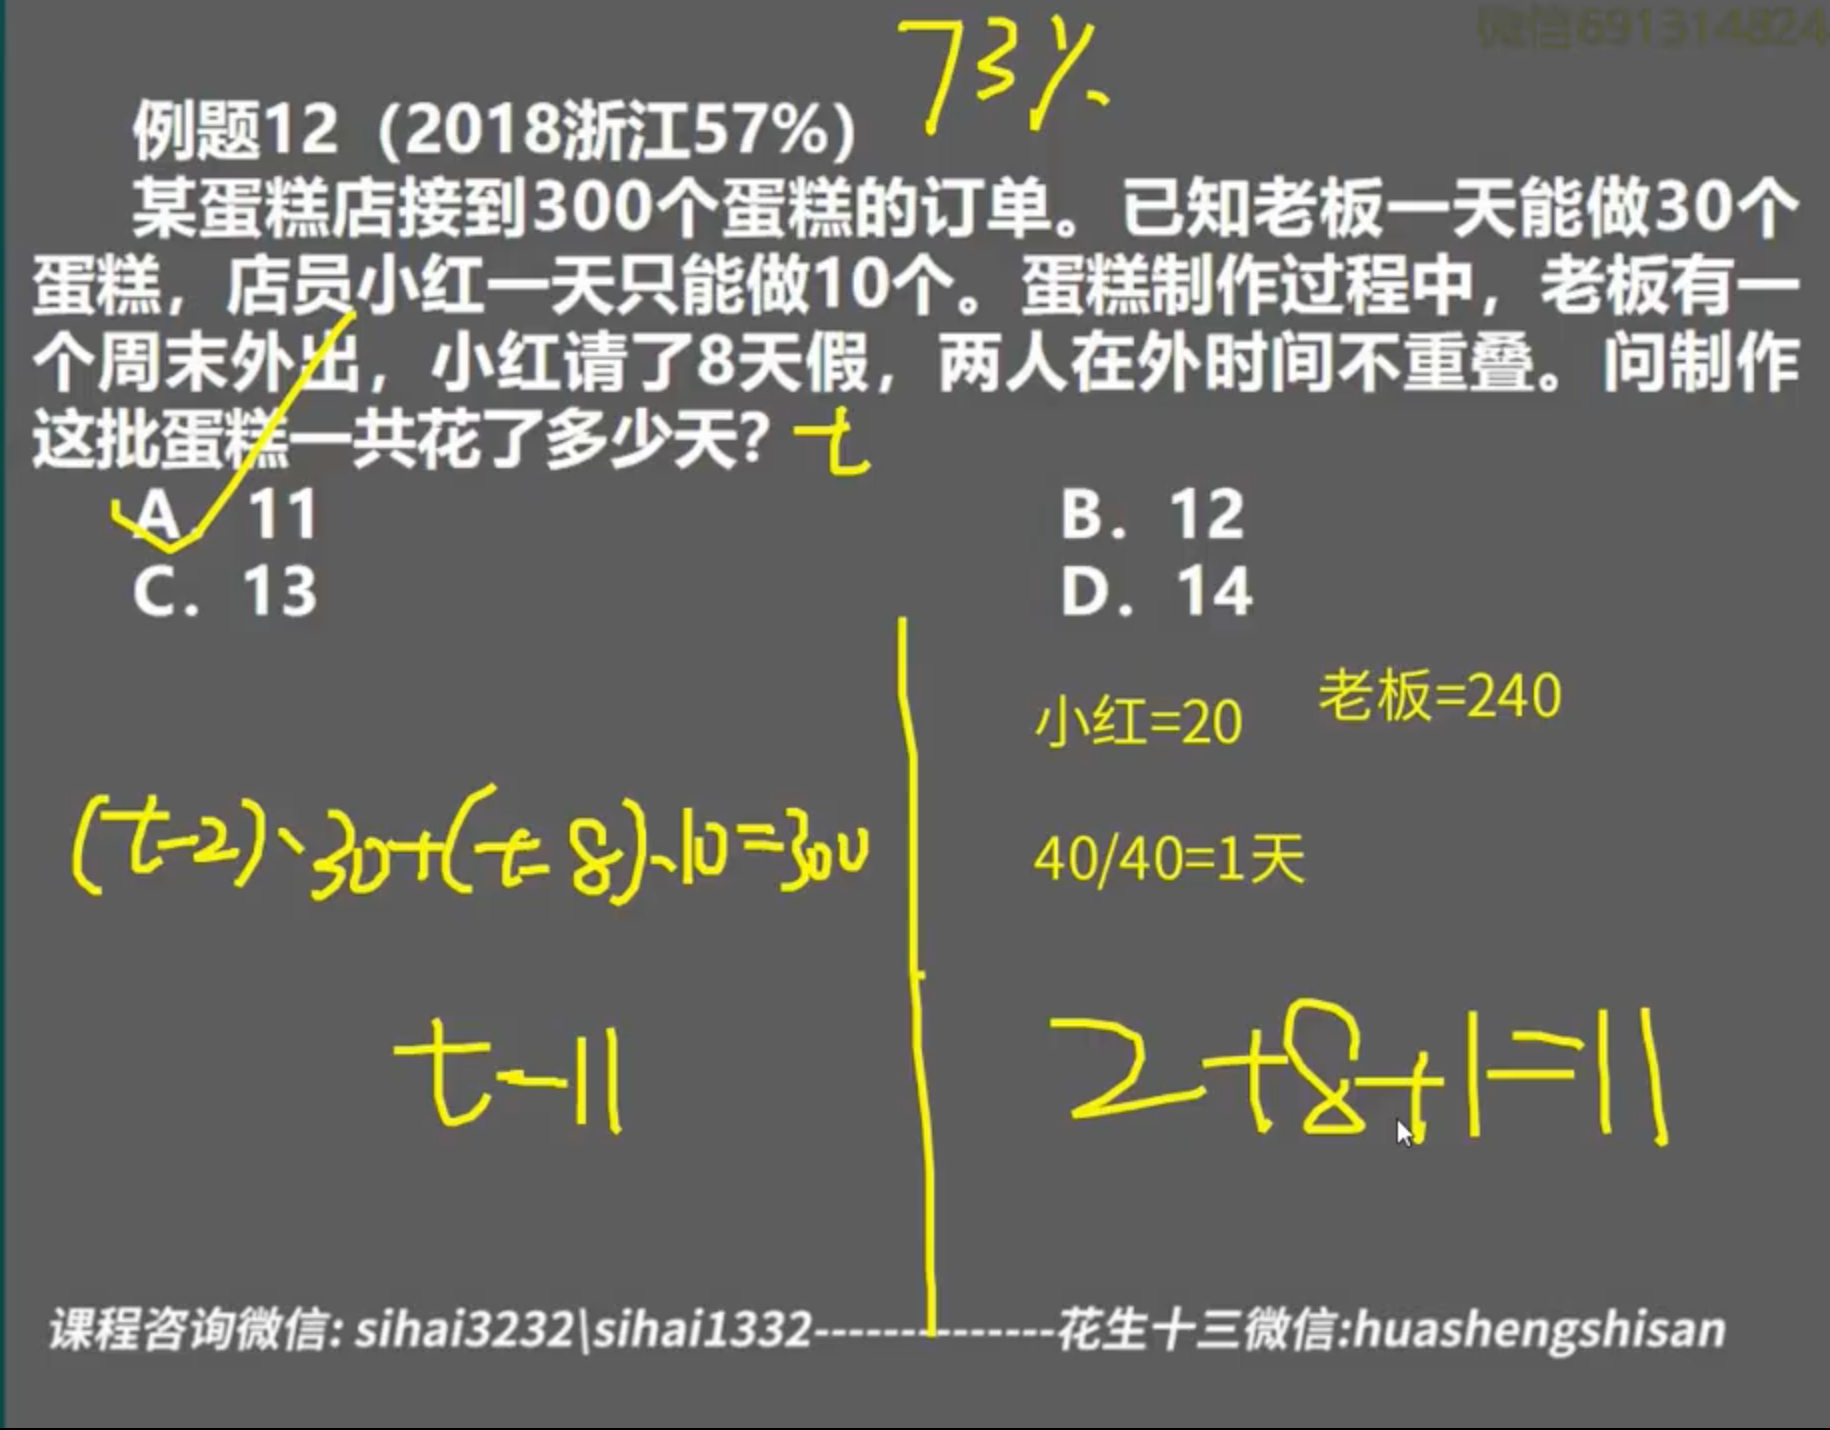 微信691314824
73%
例题12（2018浙江57%）
某蛋糕店接到300个蛋糕的订单。已知老板一天能做30个
蛋糕，店员小红一天只能做10个。蛋糕制作过程中，老板有一
个周末外出，小红请了8天假，两人在外时间不重叠。问制作
这批蛋糕一共花了多少天？ t
A. 11
B. 12
C. 13
D. 14
小红=20
老板=240
(t-2)·30+(t-8)·10=300
40/40=1天
t=11
2+8+1=11
课程咨询微信: sihai3232\sihai1332--------------花生十三微信:huashengshisan